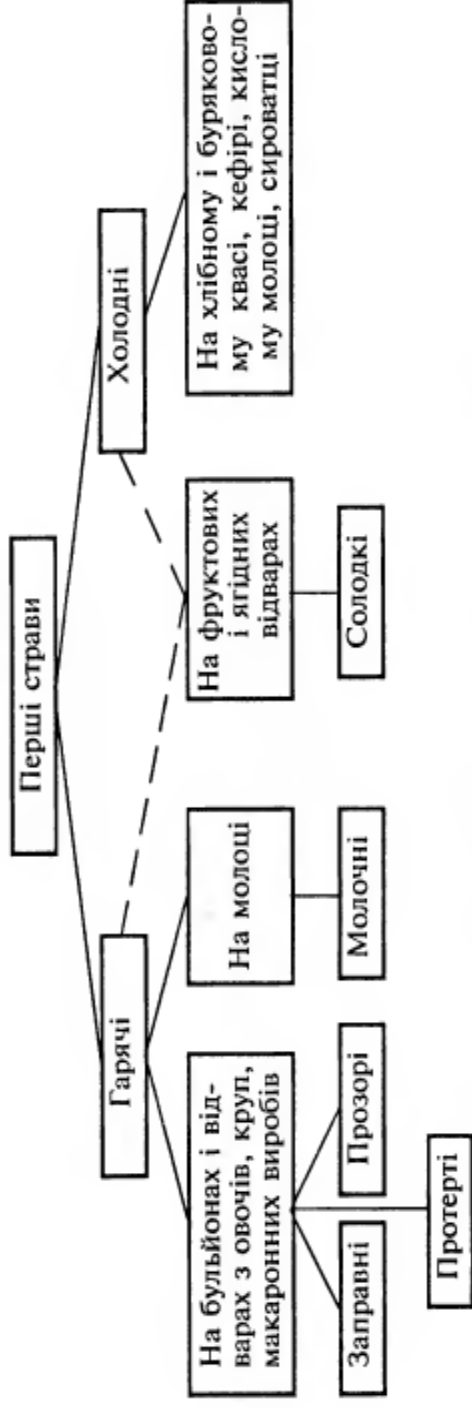 Перші страви
Гарячі
Холодні
На бульйонах і від-
варах з овочів, круп,
макаронних виробів
На молоці
На фруктових
і ягідних
відварах
На хлібному і буряково-
му квасі, кефірі, кисло-
му молоці, сироватці
Заправні
Прозорі
Молочні
Солодкі
Протерті